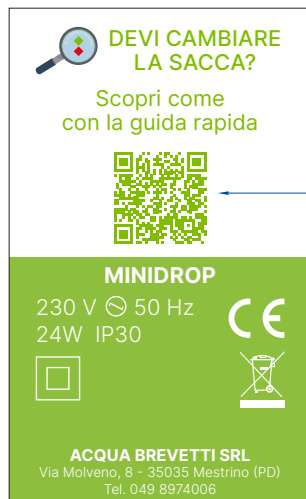 DEVI CAMBIARE
LA SACCA?
Scopri come
con la guida rapida
MINIDROP
230 V ~ 50 Hz
24W IP30
CE
ACQUA BREVETTI SRL
Via Molveno, 8 - 35035 Mestrino (PD)
Tel. 049 8974006